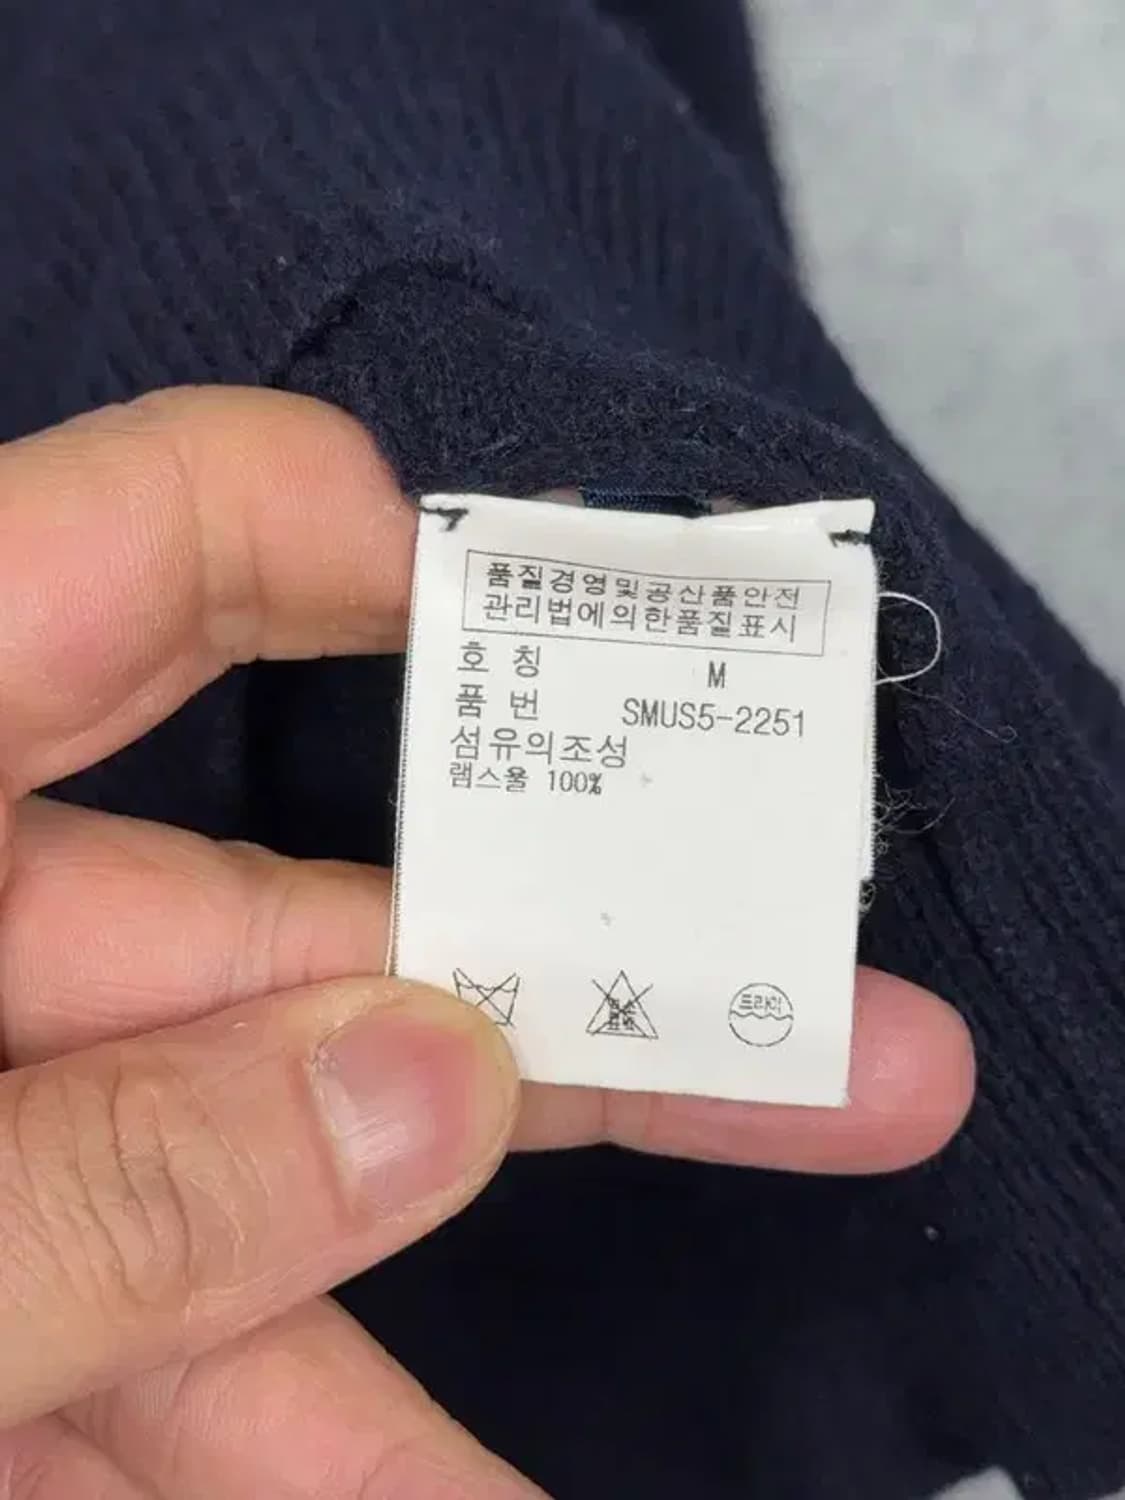 품질경영및공산품안전
관리법에의한품질표시
호 칭 M
품 번 SMUS5-2251
섬유의조성
램스울 100%
드라이